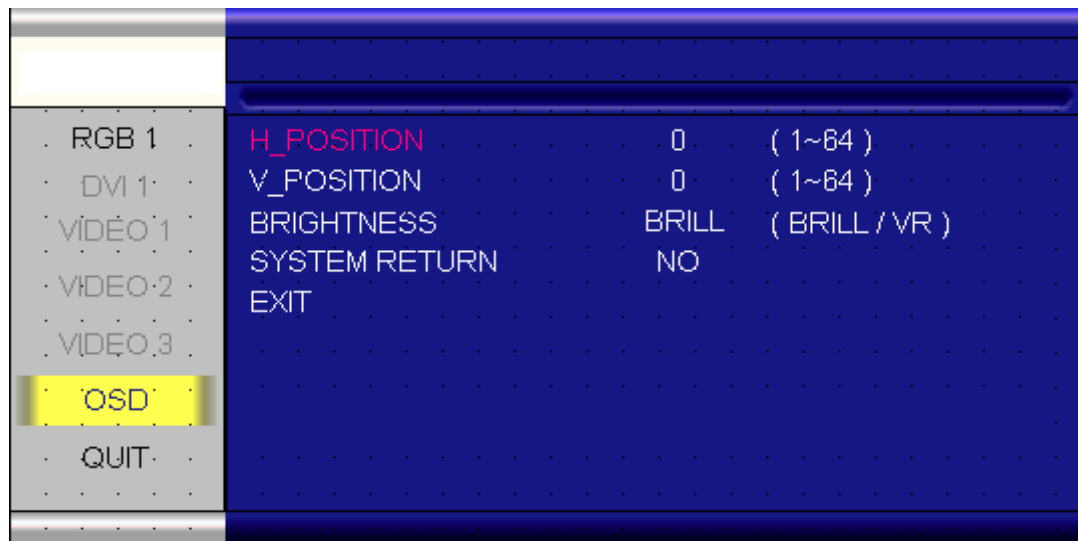 RGB 1
DVI 1
VIDEO 1
VIDEO 2
VIDEO 3
OSD
QUIT
H_POSITION 0 ( 1~64 )
V_POSITION 0 ( 1~64 )
BRIGHTNESS BRILL ( BRILL / VR )
SYSTEM RETURN NO
EXIT